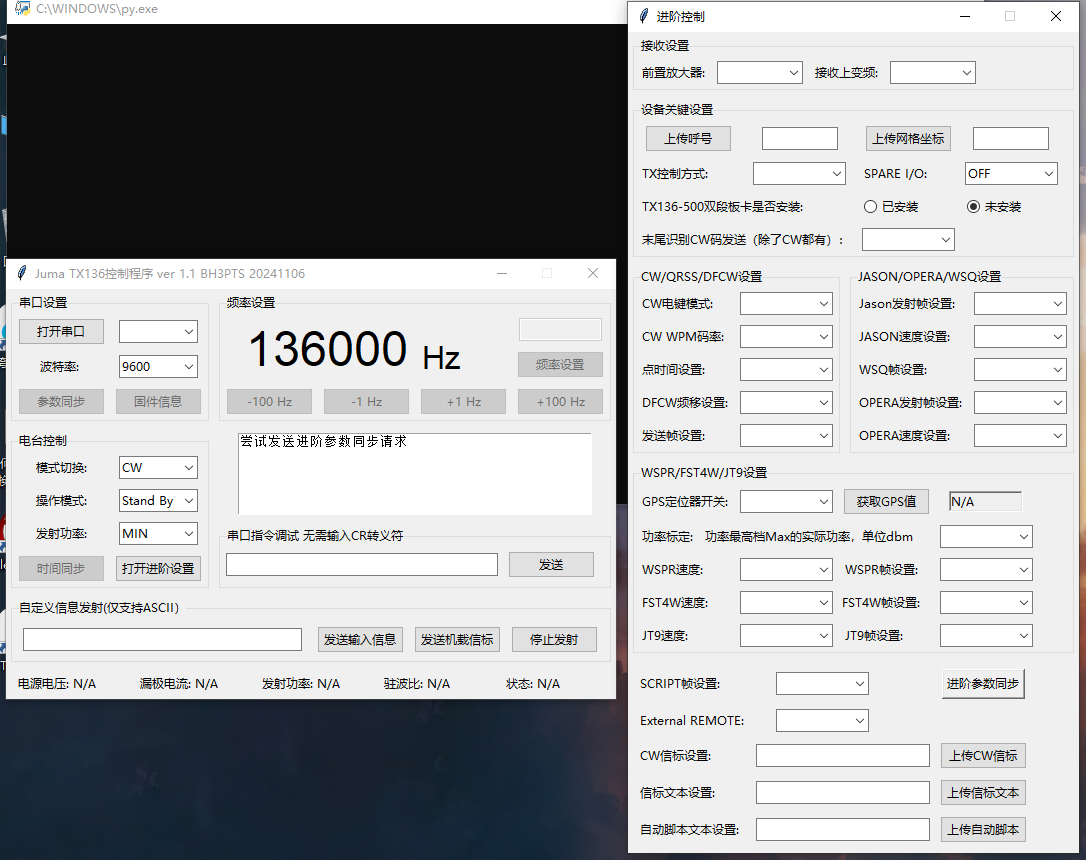 C:\WINDOWS\py.exe
Juma TX136控制程序 ver 1.1 BH3PTS 20241106
串口设置
打开串口
波特率: 9600
参数同步 固件信息
频率设置
136000 Hz
频率设置
-100 Hz -1 Hz +1 Hz +100 Hz
电台控制
模式切换: CW
操作模式: Stand By
发射功率: MIN
时间同步 打开进阶设置
尝试发送进阶参数同步请求
串口指令调试 无需输入CR转义符
发送
自定义信息发射(仅支持ASCII)
发送输入信息 发送机载信标 停止发射
电源电压: N/A 漏极电流: N/A 发射功率: N/A 驻波比: N/A 状态: N/A
进阶控制
接收设置
前置放大器: 接收上变频:
设备关键设置
上传呼号 上传网格坐标
TX控制方式: SPARE I/O: OFF
TX136-500双段板卡是否安装: 已安装 未安装
末尾识别CW码发送（除了CW都有）:
CW/QRSS/DFCW设置
CW电键模式:
CW WPM码率:
点时间设置:
DFCW频移设置:
发送帧设置:
JASON/OPERA/WSQ设置
Jason发射帧设置:
JASON速度设置:
WSQ帧设置:
OPERA发射帧设置:
OPERA速度设置:
WSPR/FST4W/JT9设置
GPS定位器开关: 获取GPS值 N/A
功率标定: 功率最高档Max的实际功率，单位dbm
WSPR速度: WSPR帧设置:
FST4W速度: FST4W帧设置:
JT9速度: JT9帧设置:
SCRIPT帧设置: 进阶参数同步
External REMOTE:
CW信标设置: 上传CW信标
信标文本设置: 上传信标文本
自动脚本文本设置: 上传自动脚本